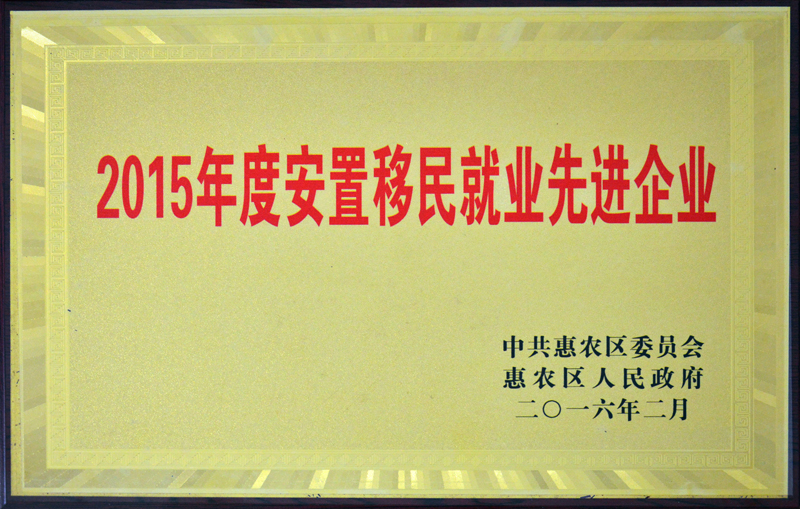 2015年度安置移民就业先进企业
中共惠农区委员会
惠农区人民政府
二〇一六年二月